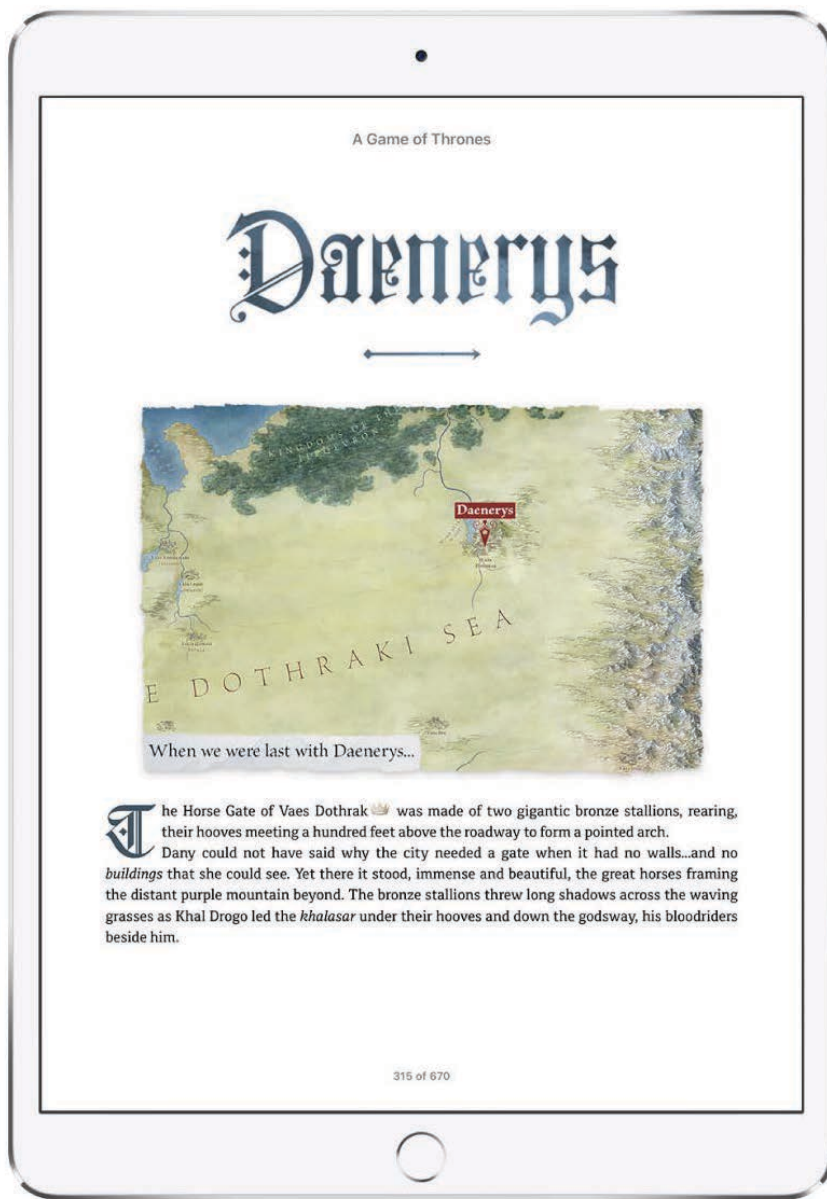 A Game of Thrones
Daenerys
KINGDOMS OF THE
Daenerys
E DOTHRAKI SEA
When we were last with Daenerys...
The Horse Gate of Vaes Dothrak was made of two gigantic bronze stallions, rearing,
their hooves meeting a hundred feet above the roadway to form a pointed arch.
Dany could not have said why the city needed a gate when it had no walls...and no
buildings that she could see. Yet there it stood, immense and beautiful, the great horses framing
the distant purple mountain beyond. The bronze stallions threw long shadows across the waving
grasses as Khal Drogo led the khalasar under their hooves and down the godsway, his bloodriders
beside him.
315 of 670